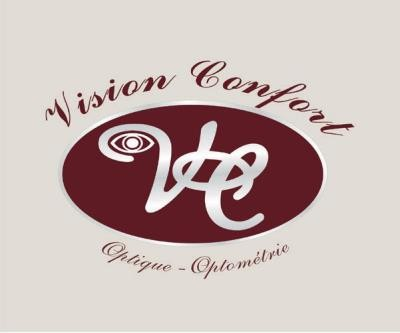 Vision Confort
VC
Optique - Optométrie